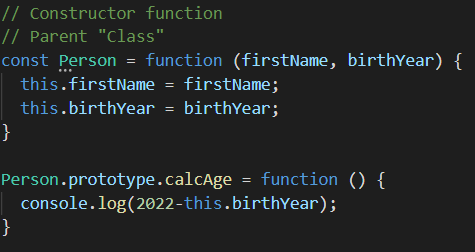 // Constructor function
// Parent "Class"
const Person = function (firstName, birthYear) {
  this.firstName = firstName;
  this.birthYear = birthYear;
}

Person.prototype.calcAge = function () {
  console.log(2022-this.birthYear);
}